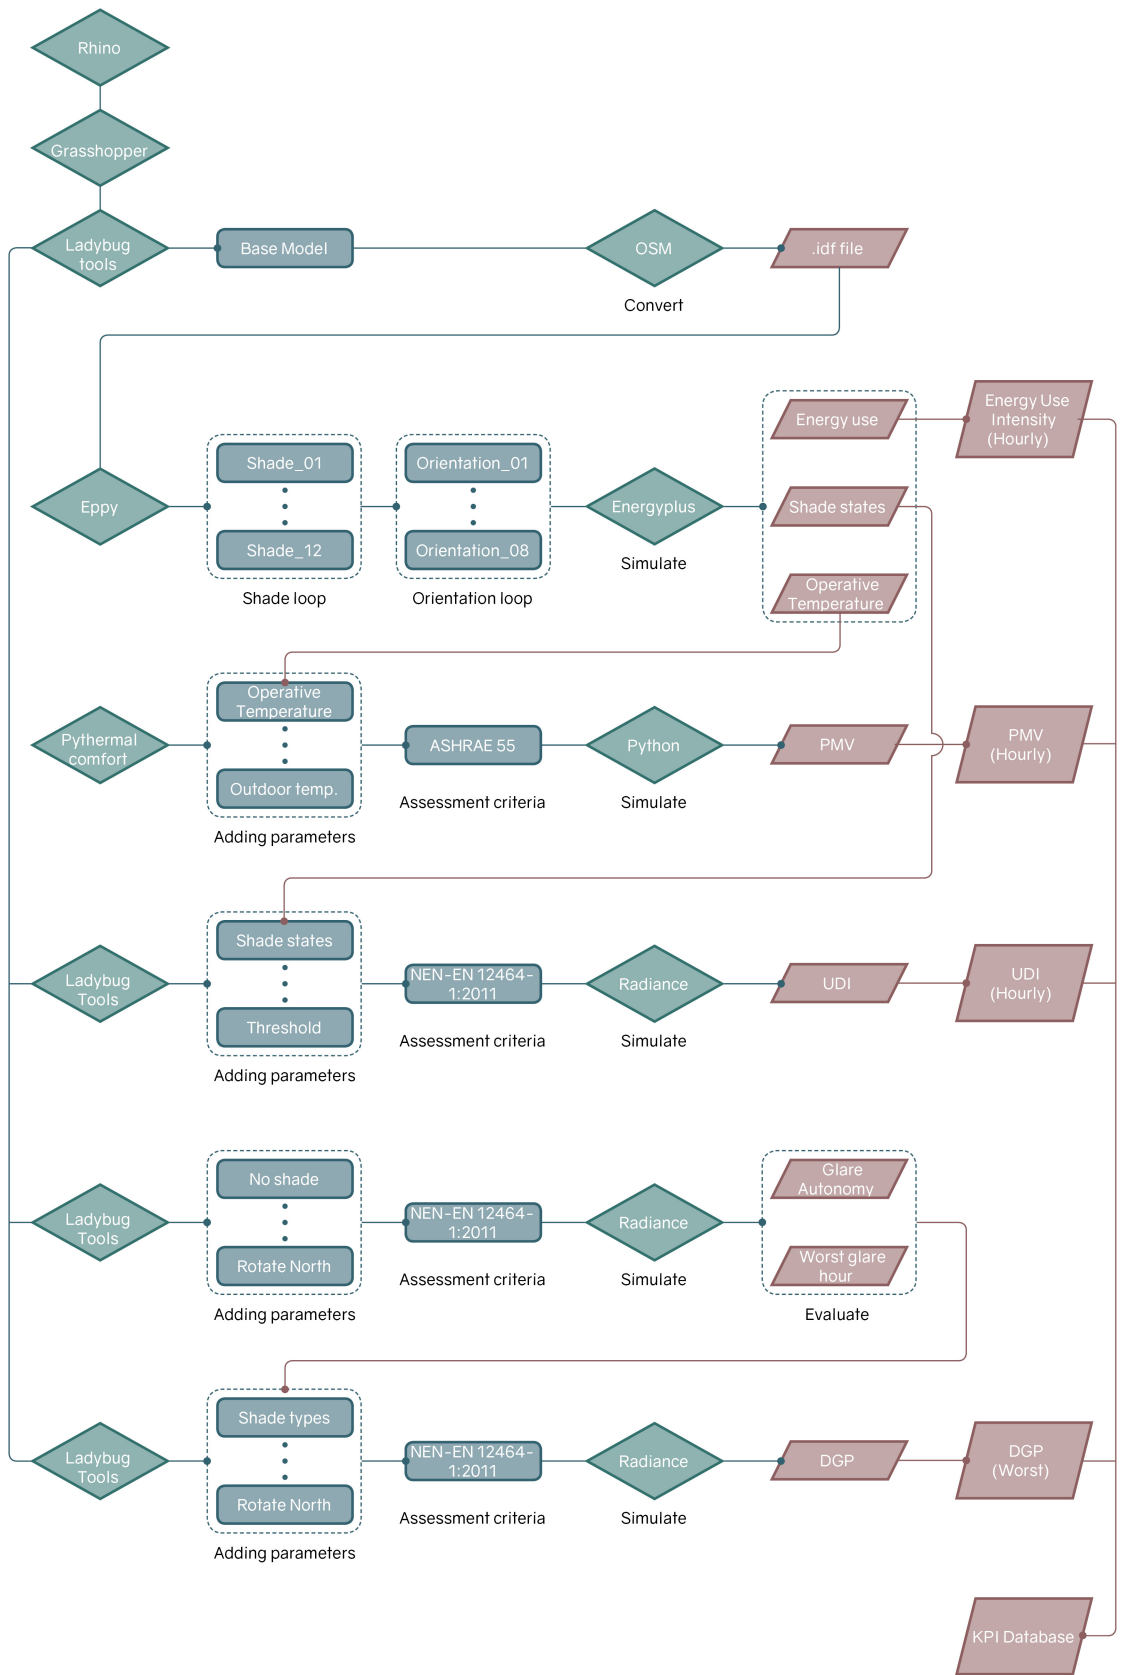 Rhino
Grasshopper
Ladybug
tools
Base Model
OSM
.idf file
Convert
Energy Use
Intensity
(Hourly)
Energy use
Shade_01
Orientation_01
Eppy
Energyplus
Shade states
Shade_12
Orientation_08
Simulate
Operative
Temperature
Shade loop
Orientation loop
Operative
Temperature
Pythermal
comfort
ASHRAE 55
Python
PMV
PMV
(Hourly)
Outdoor temp.
Assessment criteria
Simulate
Adding parameters
Shade states
Ladybug
Tools
NEN-EN 12464-
1:2011
Radiance
UDI
UDI
(Hourly)
Threshold
Assessment criteria
Simulate
Adding parameters
No shade
Glare
Autonomy
Ladybug
Tools
NEN-EN 12464-
1:2011
Radiance
Rotate North
Worst glare
hour
Assessment criteria
Simulate
Adding parameters
Evaluate
Shade types
Ladybug
Tools
NEN-EN 12464-
1:2011
Radiance
DGP
DGP
(Worst)
Rotate North
Assessment criteria
Simulate
Adding parameters
KPI Database